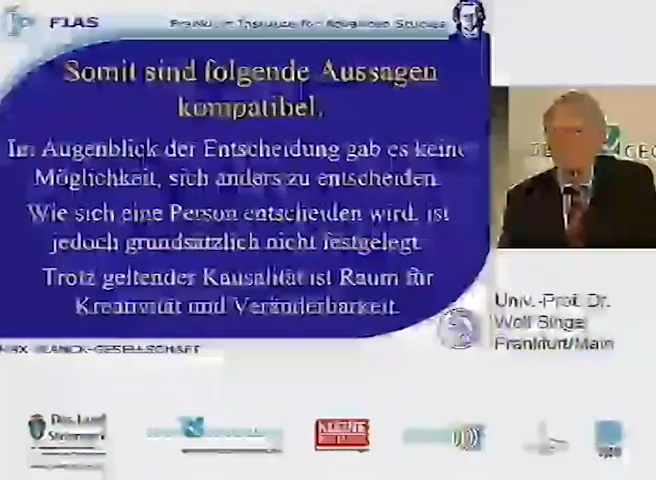 FIAS
Frankfurt Institute for Advanced Studies
Somit sind folgende Aussagen
kompatibel.
Im Augenblick der Entscheidung gab es keine
Möglichkeit, sich anders zu entscheiden.
Wie sich eine Person entscheiden wird, ist
jedoch grundsätzlich nicht festgelegt.
Trotz geltender Kausalität ist Raum für
Kreativität und Veränderbarkeit.
MAX-PLANCK-GESELLSCHAFT
Univ.-Prof. Dr.
Wolf Singer
Frankfurt/Main
Das Land
Steiermark
KLEINE